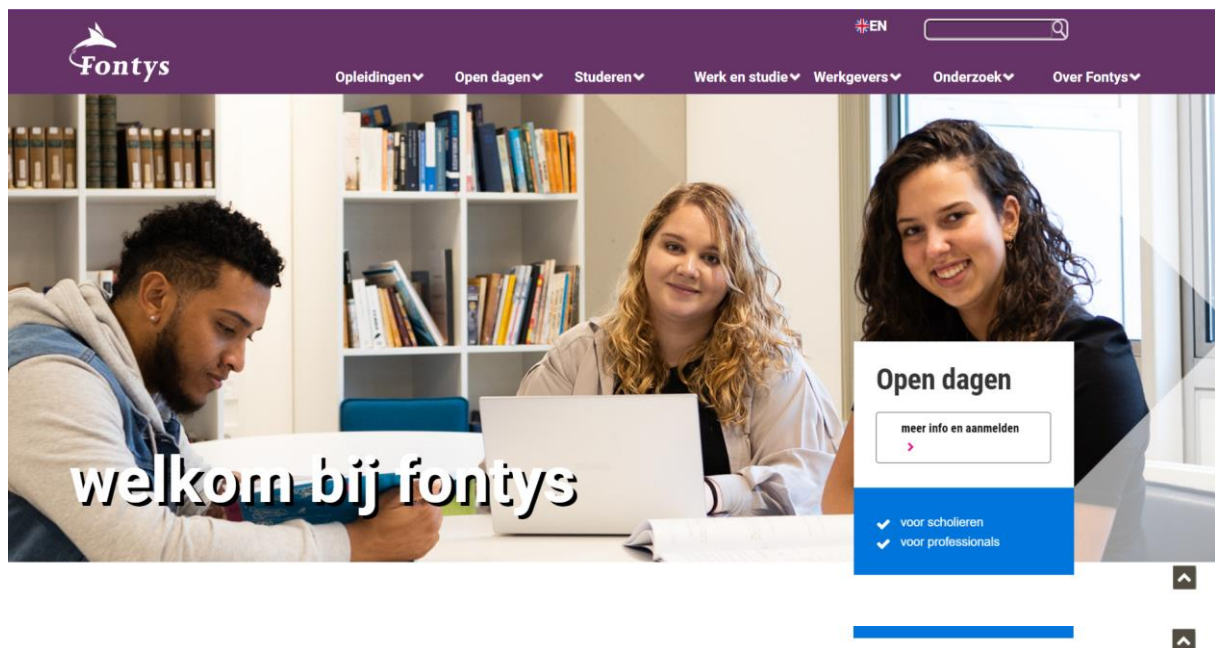 EN
Fontys
Opleidingen Open dagen Studeren Werk en studie Werkgevers Onderzoek Over Fontys
Open dagen
meer info en aanmelden
welkom bij fontys
voor scholieren
voor professionals